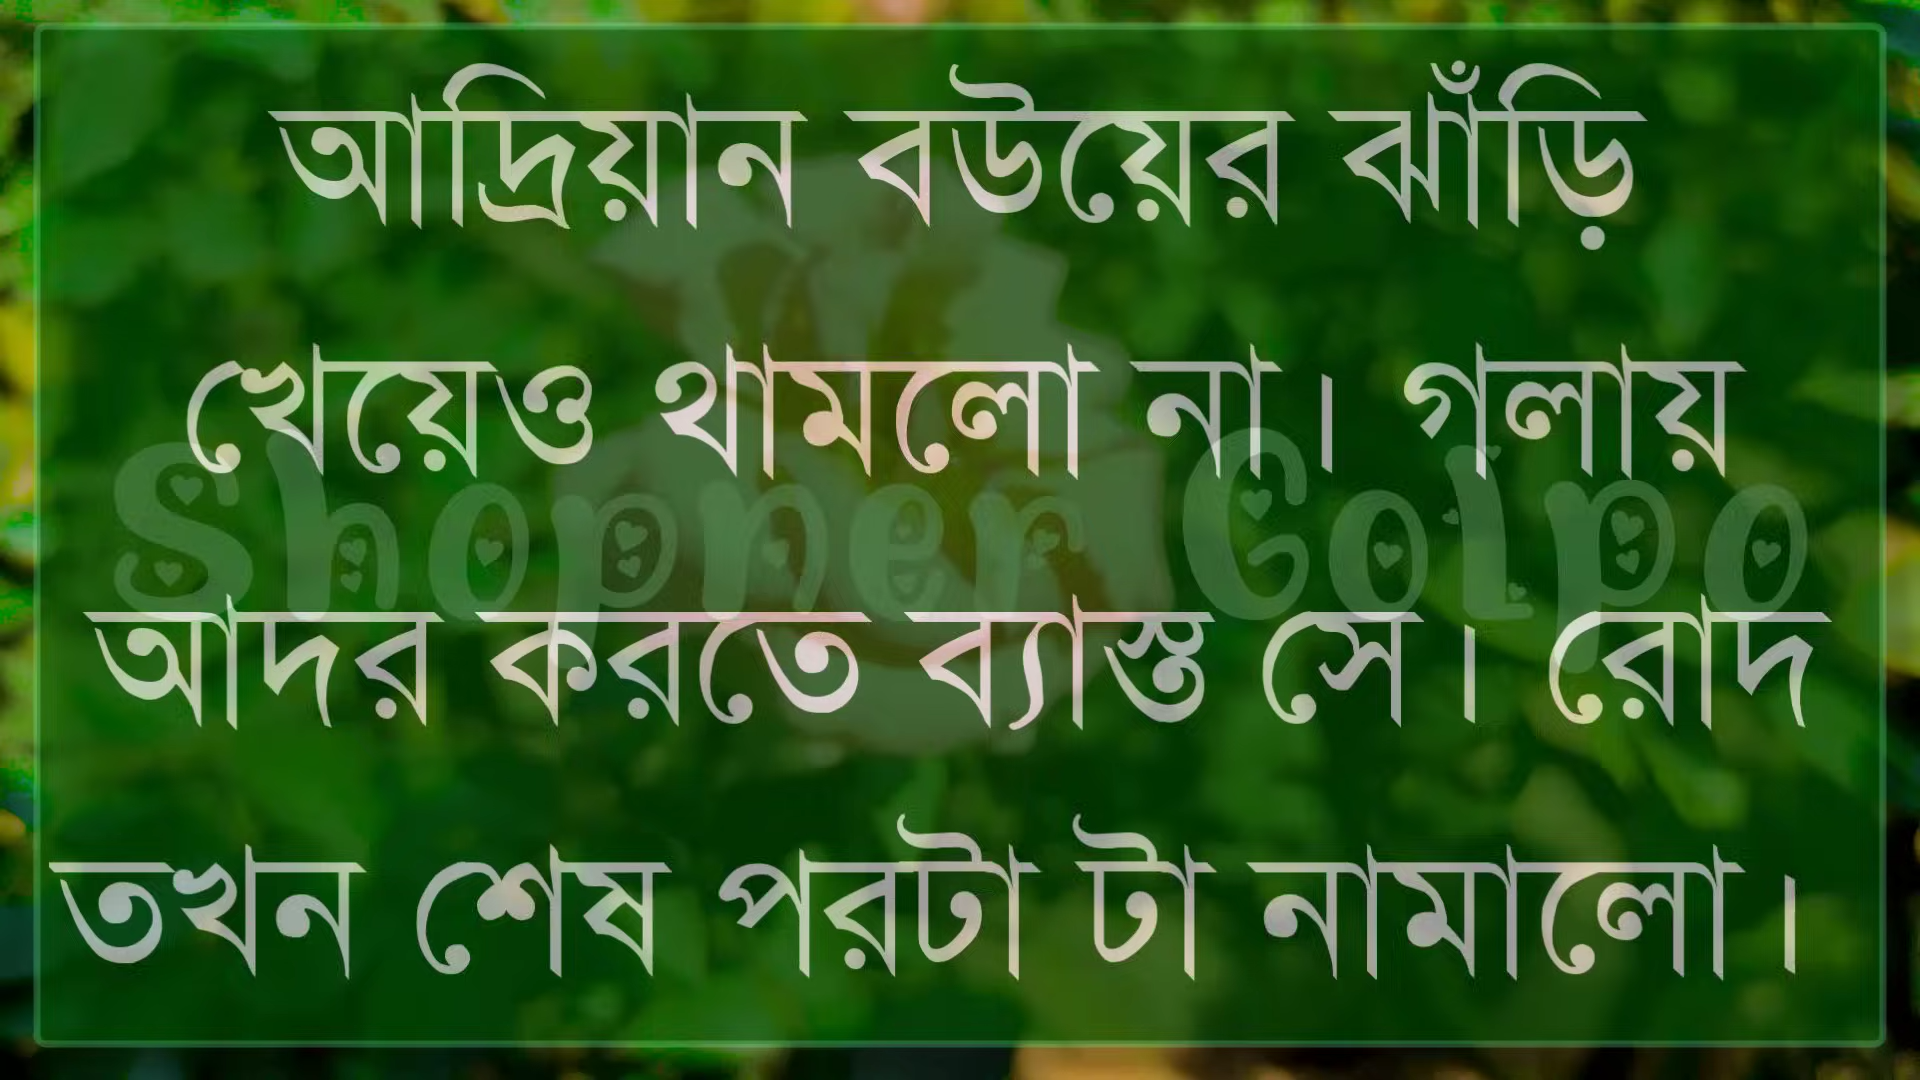 আদ্রিয়ান বউয়ের ঝাঁড়ি
খেয়েও থামলো না। গলায়
Shopner Golpo
আদর করতে ব্যাস্ত সে। রোদ
তখন শেষ পরটা টা নামালো।